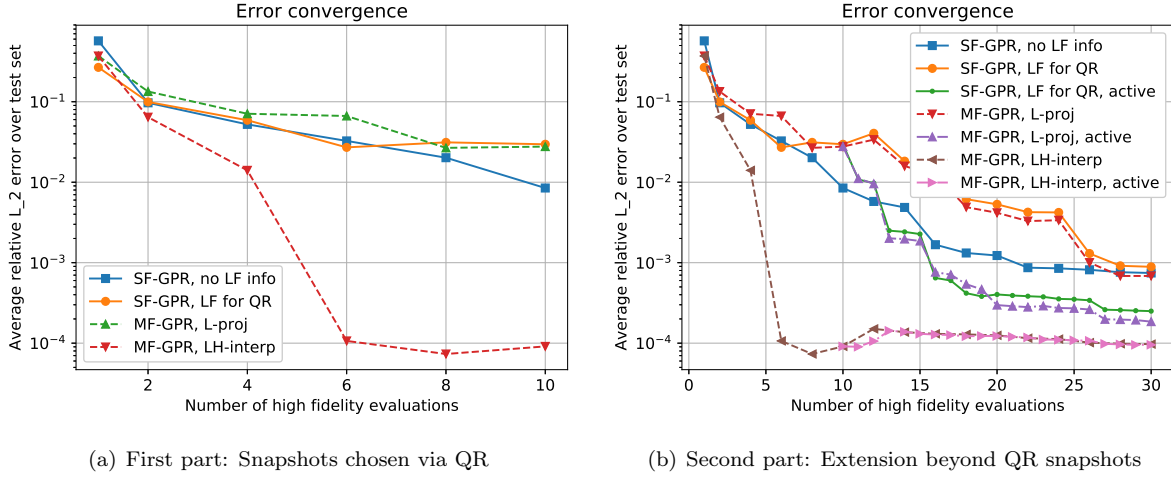 Error convergence
Average relative L_2 error over test set
10⁻¹
10⁻²
10⁻³
10⁻⁴
SF-GPR, no LF info
SF-GPR, LF for QR
MF-GPR, L-proj
MF-GPR, LH-interp
2 4 6 8 10
Number of high fidelity evaluations
(a) First part: Snapshots chosen via QR
Error convergence
Average relative L_2 error over test set
10⁻¹
10⁻²
10⁻³
10⁻⁴
SF-GPR, no LF info
SF-GPR, LF for QR
SF-GPR, LF for QR, active
MF-GPR, L-proj
MF-GPR, L-proj, active
MF-GPR, LH-interp
MF-GPR, LH-interp, active
0 5 10 15 20 25 30
Number of high fidelity evaluations
(b) Second part: Extension beyond QR snapshots